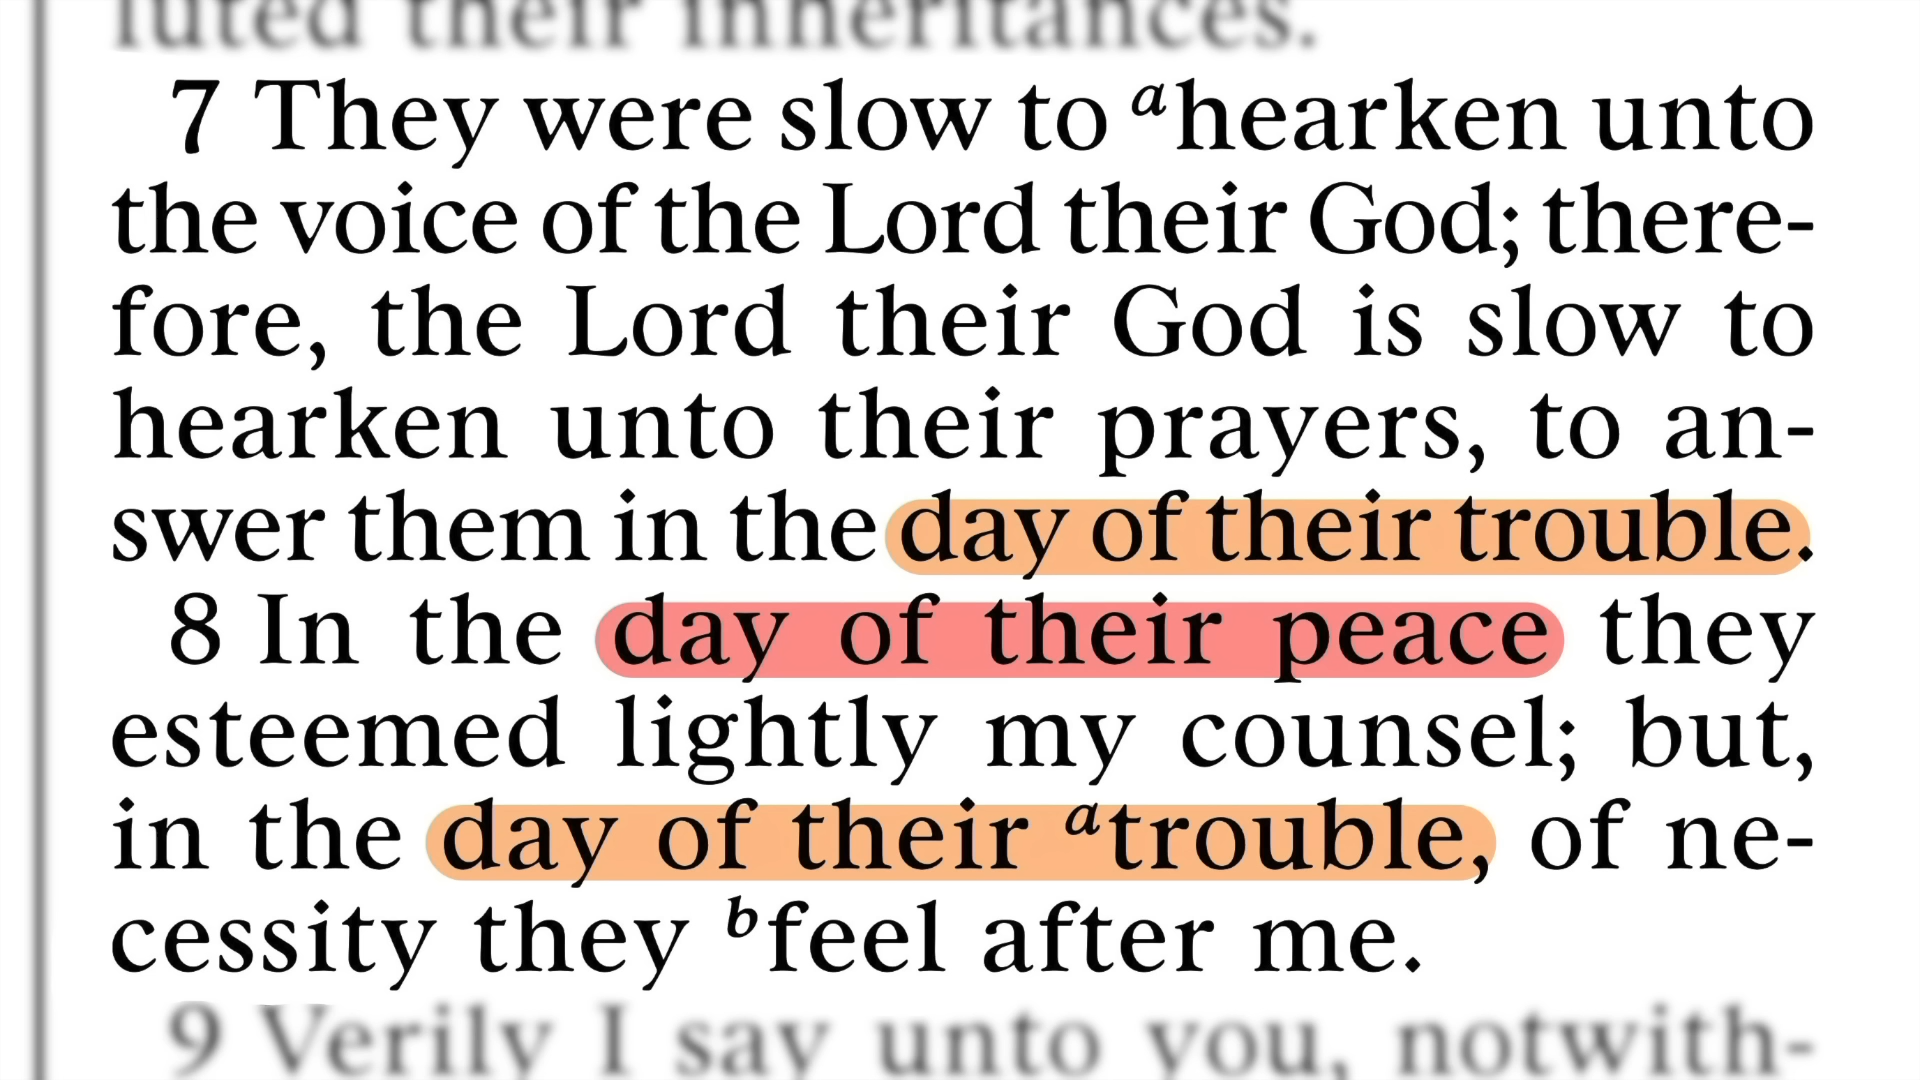 luted their inheritances.
7 They were slow to ᵃhearken unto
the voice of the Lord their God; there-
fore, the Lord their God is slow to
hearken unto their prayers, to an-
swer them in the day of their trouble.
8 In the day of their peace they
esteemed lightly my counsel; but,
in the day of their ᵃtrouble, of ne-
cessity they ᵇfeel after me.
9 Verily I say unto you, notwith-